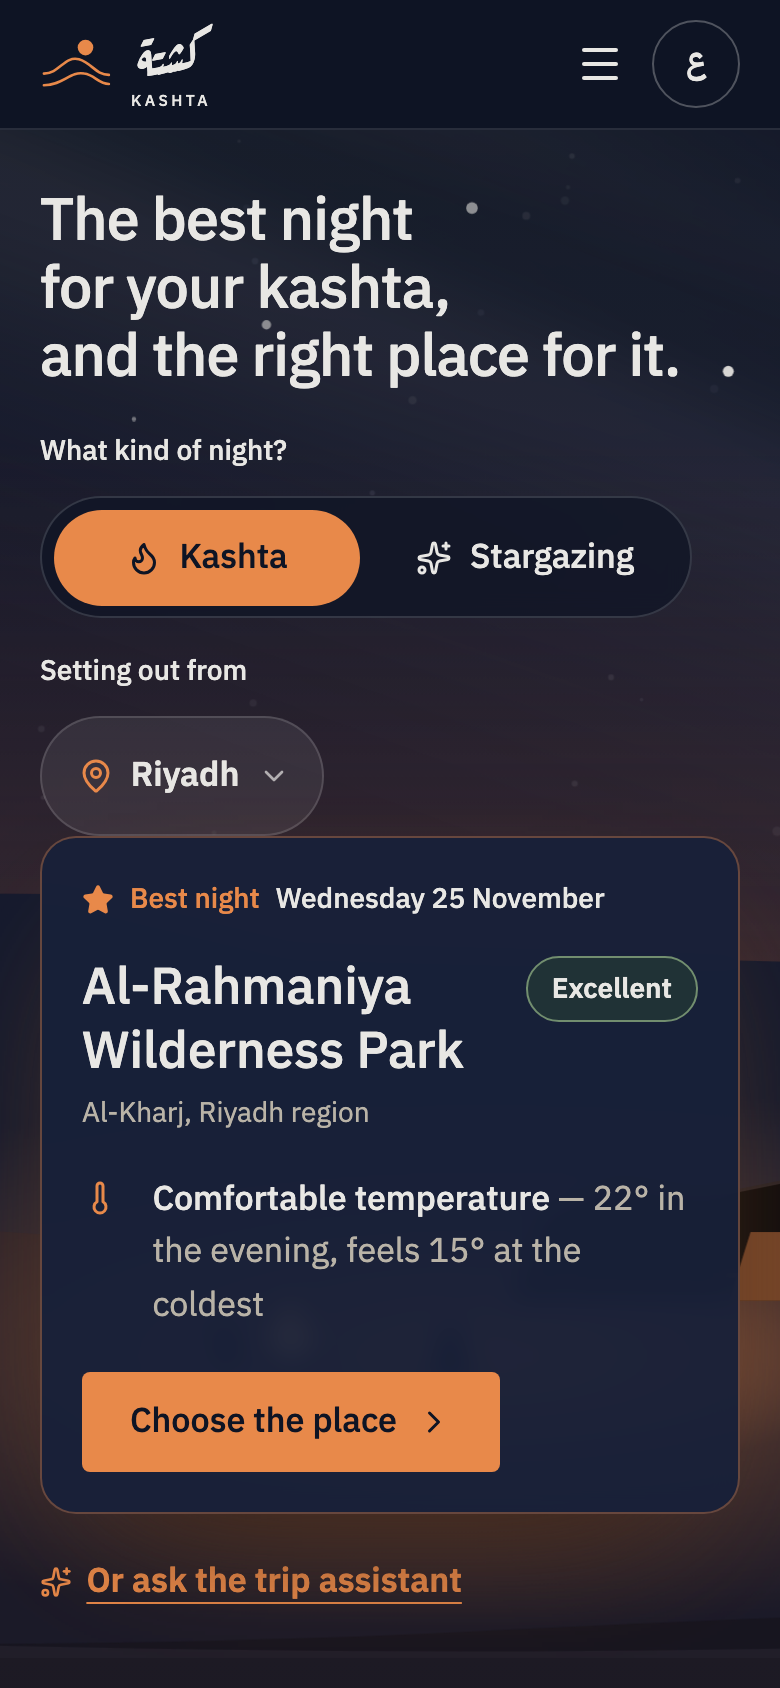 كشتة
KASHTA
ع
The best night
for your kashta,
and the right place for it.
What kind of night?
Kashta
Stargazing
Setting out from
Riyadh
Best night Wednesday 25 November
Al-Rahmaniya
Wilderness Park
Excellent
Al-Kharj, Riyadh region
Comfortable temperature — 22° in
the evening, feels 15° at the
coldest
Choose the place
Or ask the trip assistant